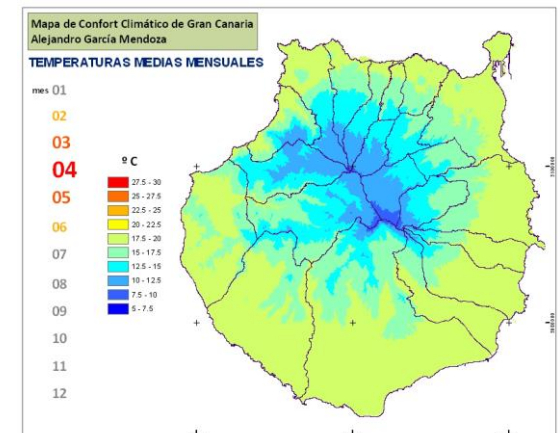 Mapa de Confort Climático de Gran Canaria
Alejandro García Mendoza
TEMPERATURAS MEDIAS MENSUALES
mes 01
02
03
04
05
06
07
08
09
10
11
12
º C
27.5 - 30
25 - 27.5
22.5 - 25
20 - 22.5
17.5 - 20
15 - 17.5
12.5 - 15
10 - 12.5
7.5 - 10
5 - 7.5